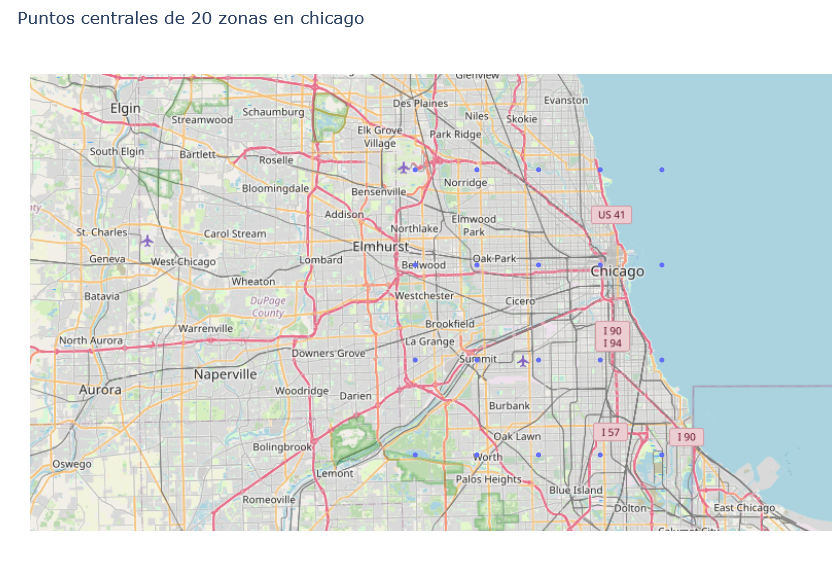 Puntos centrales de 20 zonas en chicago
Glenview
Elgin
Des Plaines
Evanston
Streamwood
Schaumburg
Niles
Skokie
Elk Grove
Village
Park Ridge
South Elgin
Bartlett
Roselle
Bloomingdale
Bensenville
Norridge
Addison
US 41
St. Charles
Carol Stream
Northlake
Elmwood
Park
Elmhurst
Geneva
West Chicago
Lombard
Bellwood
Oak Park
Chicago
Wheaton
Batavia
DuPage
County
Westchester
Cicero
North Aurora
Warrenville
Brookfield
La Grange
I 90
I 94
Downers Grove
Summit
Naperville
Aurora
Woodridge
Darien
Burbank
Bolingbrook
Oak Lawn
I 57
I 90
Oswego
Lemont
Worth
Palos Heights
Romeoville
Blue Island
Dolton
East Chicago
Calumet City